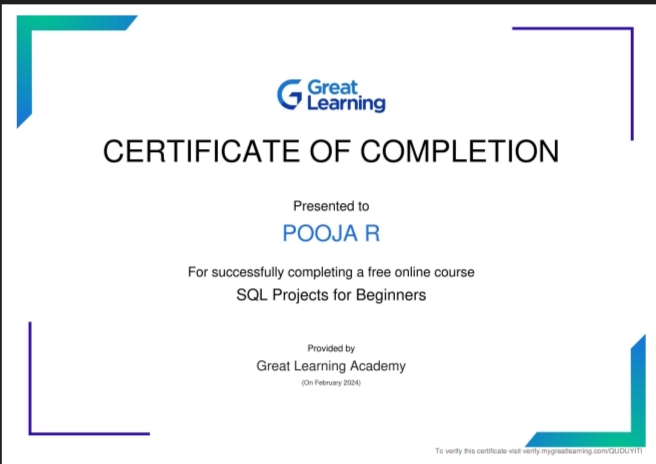 Great
Learning
CERTIFICATE OF COMPLETION
Presented to
POOJA R
For successfully completing a free online course
SQL Projects for Beginners
Provided by
Great Learning Academy
(On February 2024)
To verify this certificate visit verify.mygreatlearning.com/QUDUYITI